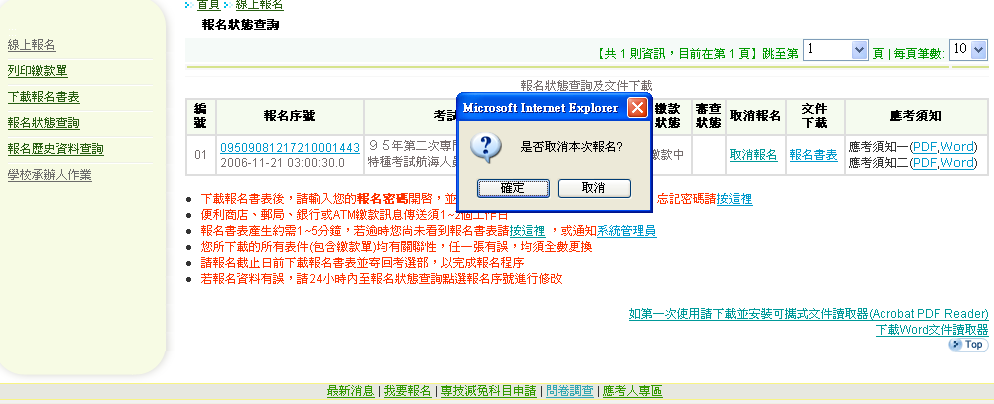 首頁 線上報名
報名狀態查詢
線上報名
列印繳款單
下載報名書表
報名狀態查詢
報名歷史資料查詢
學校承辦人作業
【共 1 則資訊，目前在第 1 頁】跳至第 1 頁 | 每頁筆數: 10
報名狀態查詢及文件下載
編號 報名序號 考 繳款狀態 審查狀態 取消報名 文件下載 應考須知
01 09509081217210001443 ９５年第二次專 繳款中 取消報名 報名書表 應考須知一(PDF,Word)
2006-11-21 03:00:30.0 特種考試航海人員 應考須知二(PDF,Word)
Microsoft Internet Explorer
是否取消本次報名?
確定 取消
下載報名書表後，請輸入您的報名密碼開啓，並 忘記密碼請按這裡
便利商店、郵局、銀行或ATM繳款訊息傳送須1~2個工作日
報名書表產生約需1~5分鐘，若逾時您尚未看到報名書表請按這裡 ，或通知系統管理員
您所下載的所有表件(包含繳款單)均有關聯性，任一張有誤，均須全數更換
請報名截止日前下載報名書表並寄回考選部，以完成報名程序
若報名資料有誤，請24小時內至報名狀態查詢點選報名序號進行修改
如第一次使用請下載並安裝可攜式文件讀取器(Acrobat PDF Reader)
下載Word文件讀取器
Top
最新消息 | 我要報名 | 專技減免科目申請 | 問卷調查 | 應考人專區